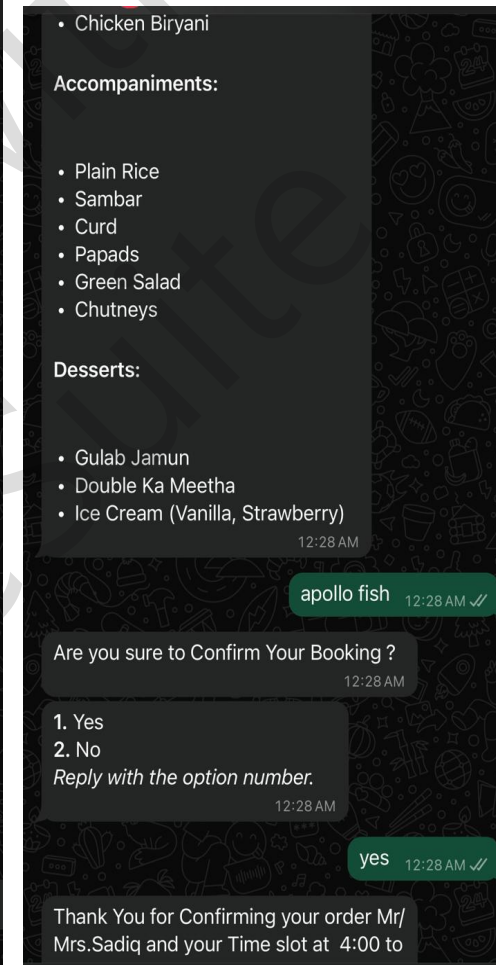 • Chicken Biryani
Accompaniments:
• Plain Rice
• Sambar
• Curd
• Papads
• Green Salad
• Chutneys
Desserts:
• Gulab Jamun
• Double Ka Meetha
• Ice Cream (Vanilla, Strawberry)
12:28 AM
apollo fish 12:28 AM
Are you sure to Confirm Your Booking ?
12:28 AM
1. Yes
2. No
Reply with the option number.
12:28 AM
yes 12:28 AM
Thank You for Confirming your order Mr/
Mrs.Sadiq and your Time slot at 4:00 to